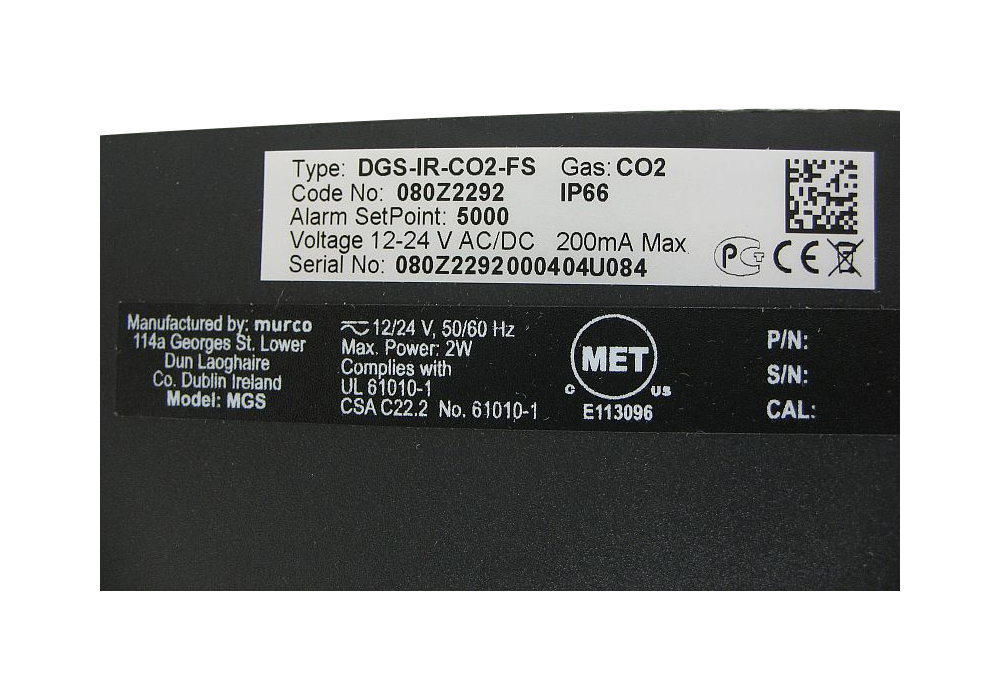 Type: DGS-IR-CO2-FS Gas: CO2
Code No: 080Z2292 IP66
Alarm SetPoint: 5000
Voltage 12-24 V AC/DC 200mA Max
Serial No: 080Z2292000404U084
PCT CE
Manufactured by: murco
114a Georges St. Lower
Dun Laoghaire
Co. Dublin Ireland
Model: MGS
12/24 V, 50/60 Hz
Max. Power: 2W
Complies with
UL 61010-1
CSA C22.2 No. 61010-1
MET
C US
E113096
P/N:
S/N:
CAL: